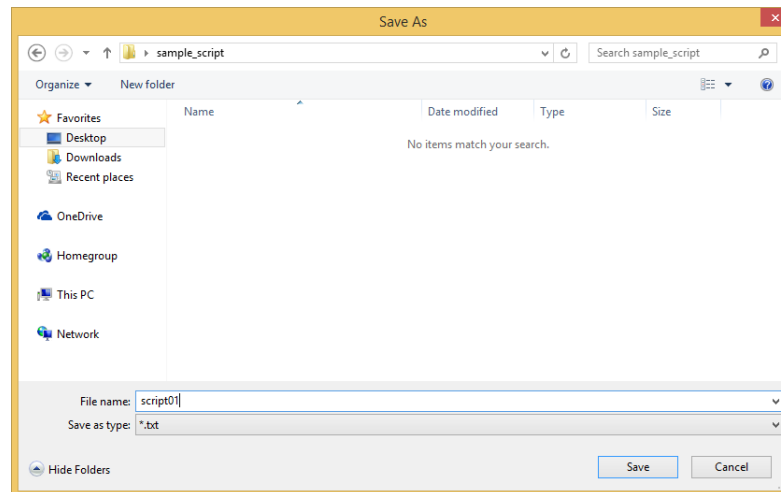 Save As
sample_script
Search sample_script
Organize
New folder
Name
Date modified
Type
Size
No items match your search.
Favorites
Desktop
Downloads
Recent places
OneDrive
Homegroup
This PC
Network
File name: script01
Save as type: *.txt
Hide Folders
Save
Cancel